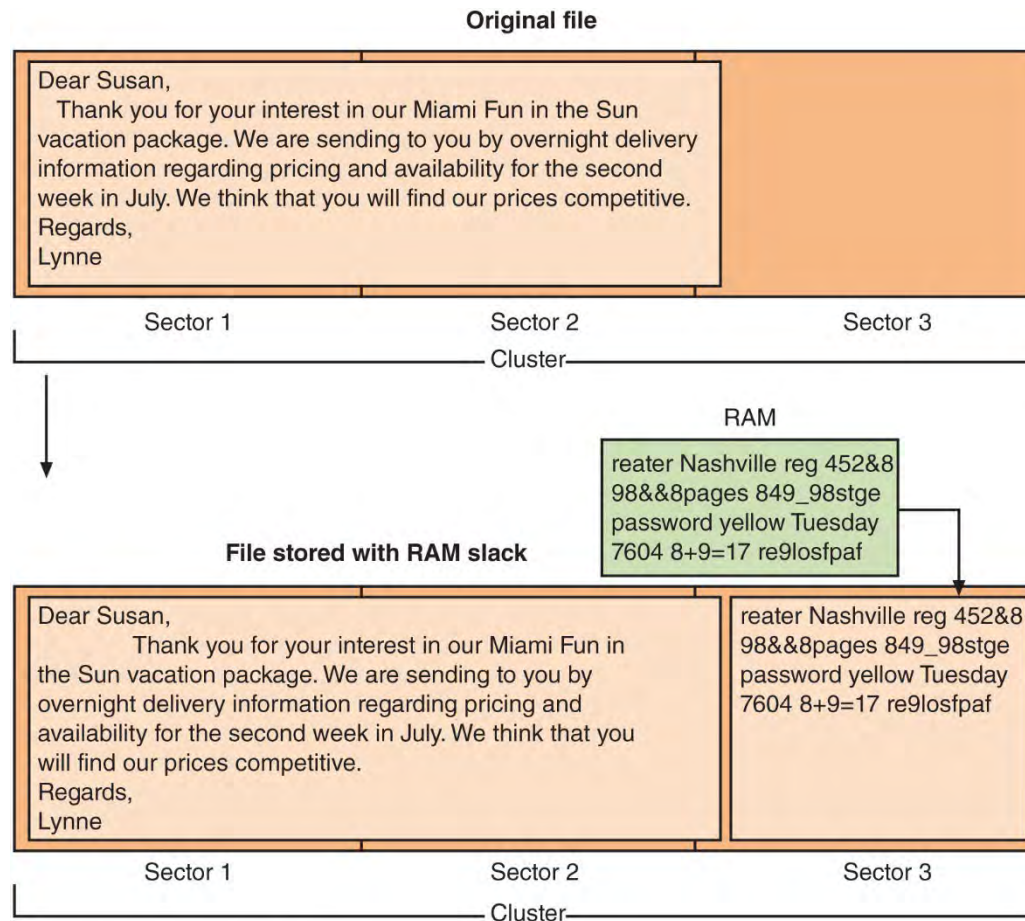 Original file
Dear Susan,
Thank you for your interest in our Miami Fun in the Sun
vacation package. We are sending to you by overnight delivery
information regarding pricing and availability for the second
week in July. We think that you will find our prices competitive.
Regards,
Lynne
Sector 1
Sector 2
Sector 3
Cluster
RAM
reater Nashville reg 452&8
98&&8pages 849_98stge
password yellow Tuesday
7604 8+9=17 re9losfpaf
File stored with RAM slack
Dear Susan,
Thank you for your interest in our Miami Fun in
the Sun vacation package. We are sending to you by
overnight delivery information regarding pricing and
availability for the second week in July. We think that you
will find our prices competitive.
Regards,
Lynne
reater Nashville reg 452&8
98&&8pages 849_98stge
password yellow Tuesday
7604 8+9=17 re9losfpaf
Sector 1
Sector 2
Sector 3
Cluster